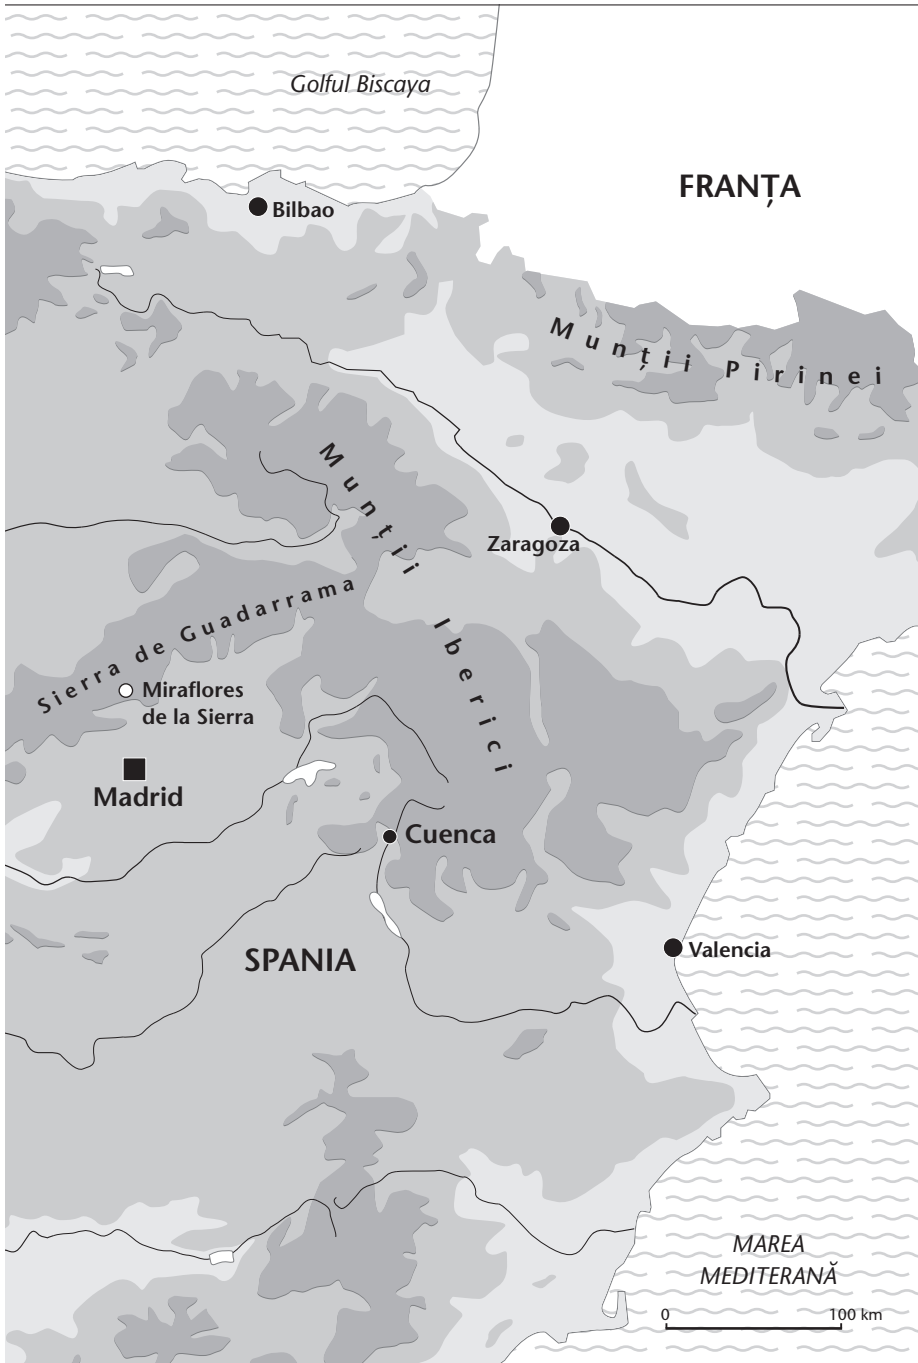 Golful Biscaya
FRANȚA
Bilbao
Munții Pirinei
Munții Iberici
Zaragoza
Sierra de Guadarrama
Miraflores
de la Sierra
Madrid
Cuenca
SPANIA
Valencia
MAREA
MEDITERANĂ
0 100 km